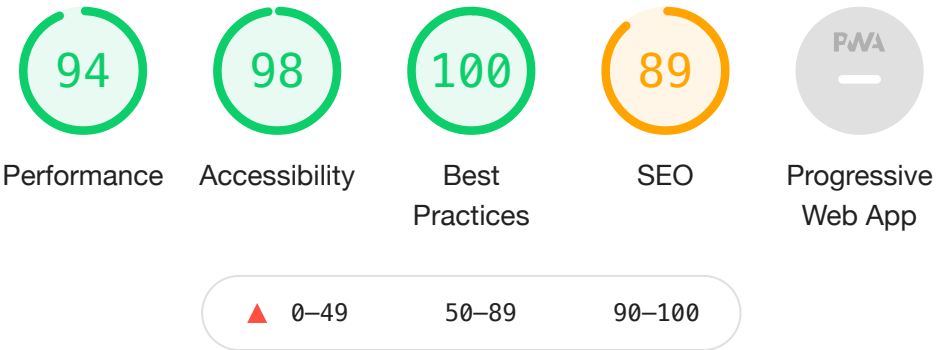 94 98 100 89 PWA
Performance Accessibility Best SEO Progressive
Practices Web App
0–49 50–89 90–100